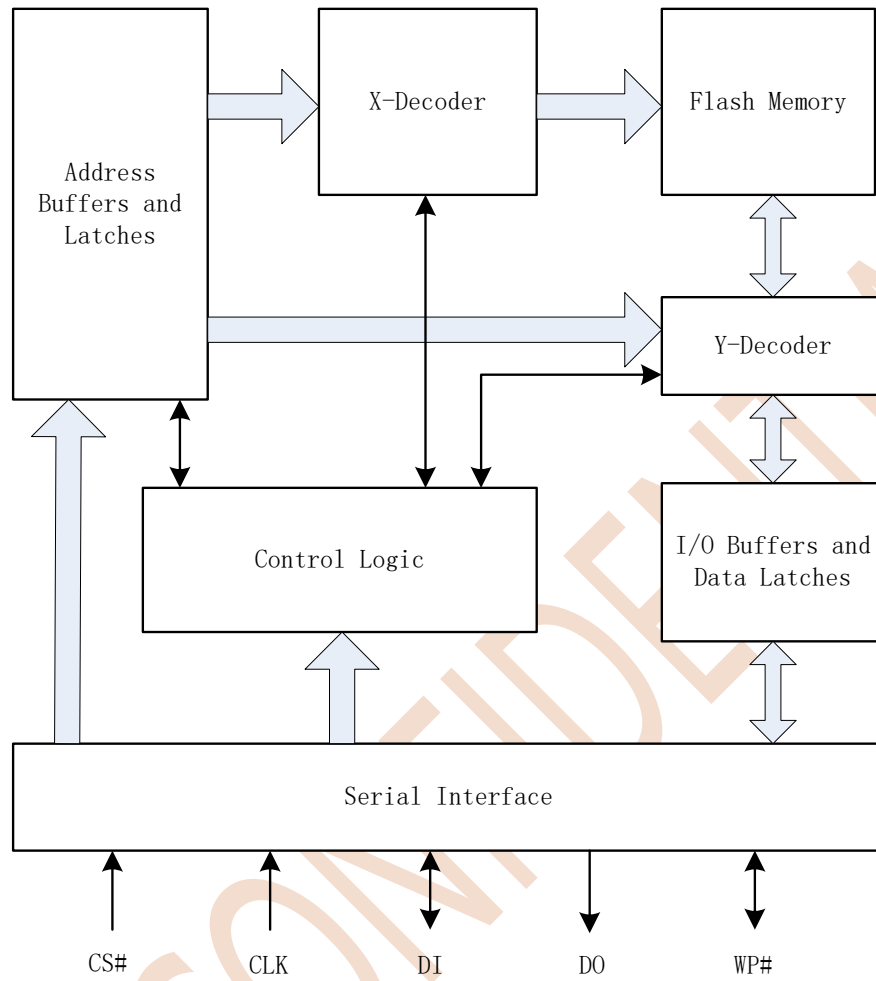 X-Decoder
Flash Memory
Address
Buffers and
Latches
Y-Decoder
Control Logic
I/O Buffers and
Data Latches
Serial Interface
CS#
CLK
DI
DO
WP#
CONFIDENTIA